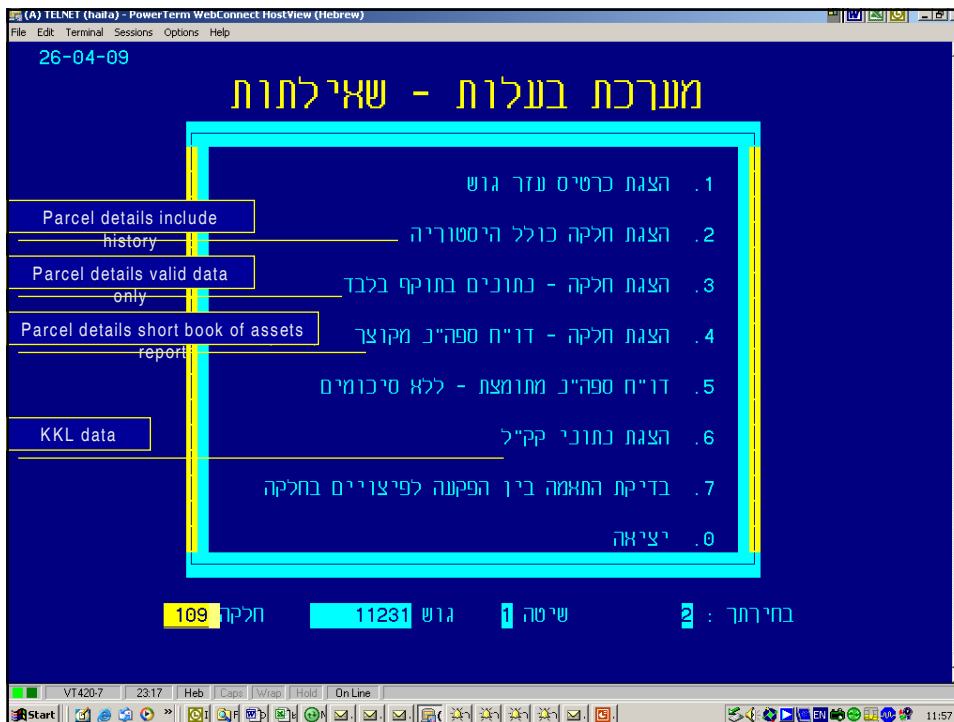 (A) TELNET (haifa) - PowerTerm WebConnect HostView (Hebrew)
File Edit Terminal Sessions Options Help
26-04-09
מערכת בעלות - שאילתות
1. הצגת כרטיס עזר גוש
Parcel details include history
2. הצגת חלקה כולל היסטוריה
Parcel details valid data only
3. הצגת חלקה - נתונים בתוקף בלבד
Parcel details short book of assets report
4. הצגת חלקה - דו"ח ספה"נ מקוצר
5. דו"ח ספה"נ מתומצת - ללא סיכומים
KKL data
6. הצגת נתוני קק"ל
7. בדיקת התאמה בין הפקעה לפיצויים בחלקה
0. יציאה
בחירתך : 2 שיטה 1 גוש 11231 חלקה 109
VT420-7 23:17 Heb Caps Wrap Hold On Line
Start EN 11:57